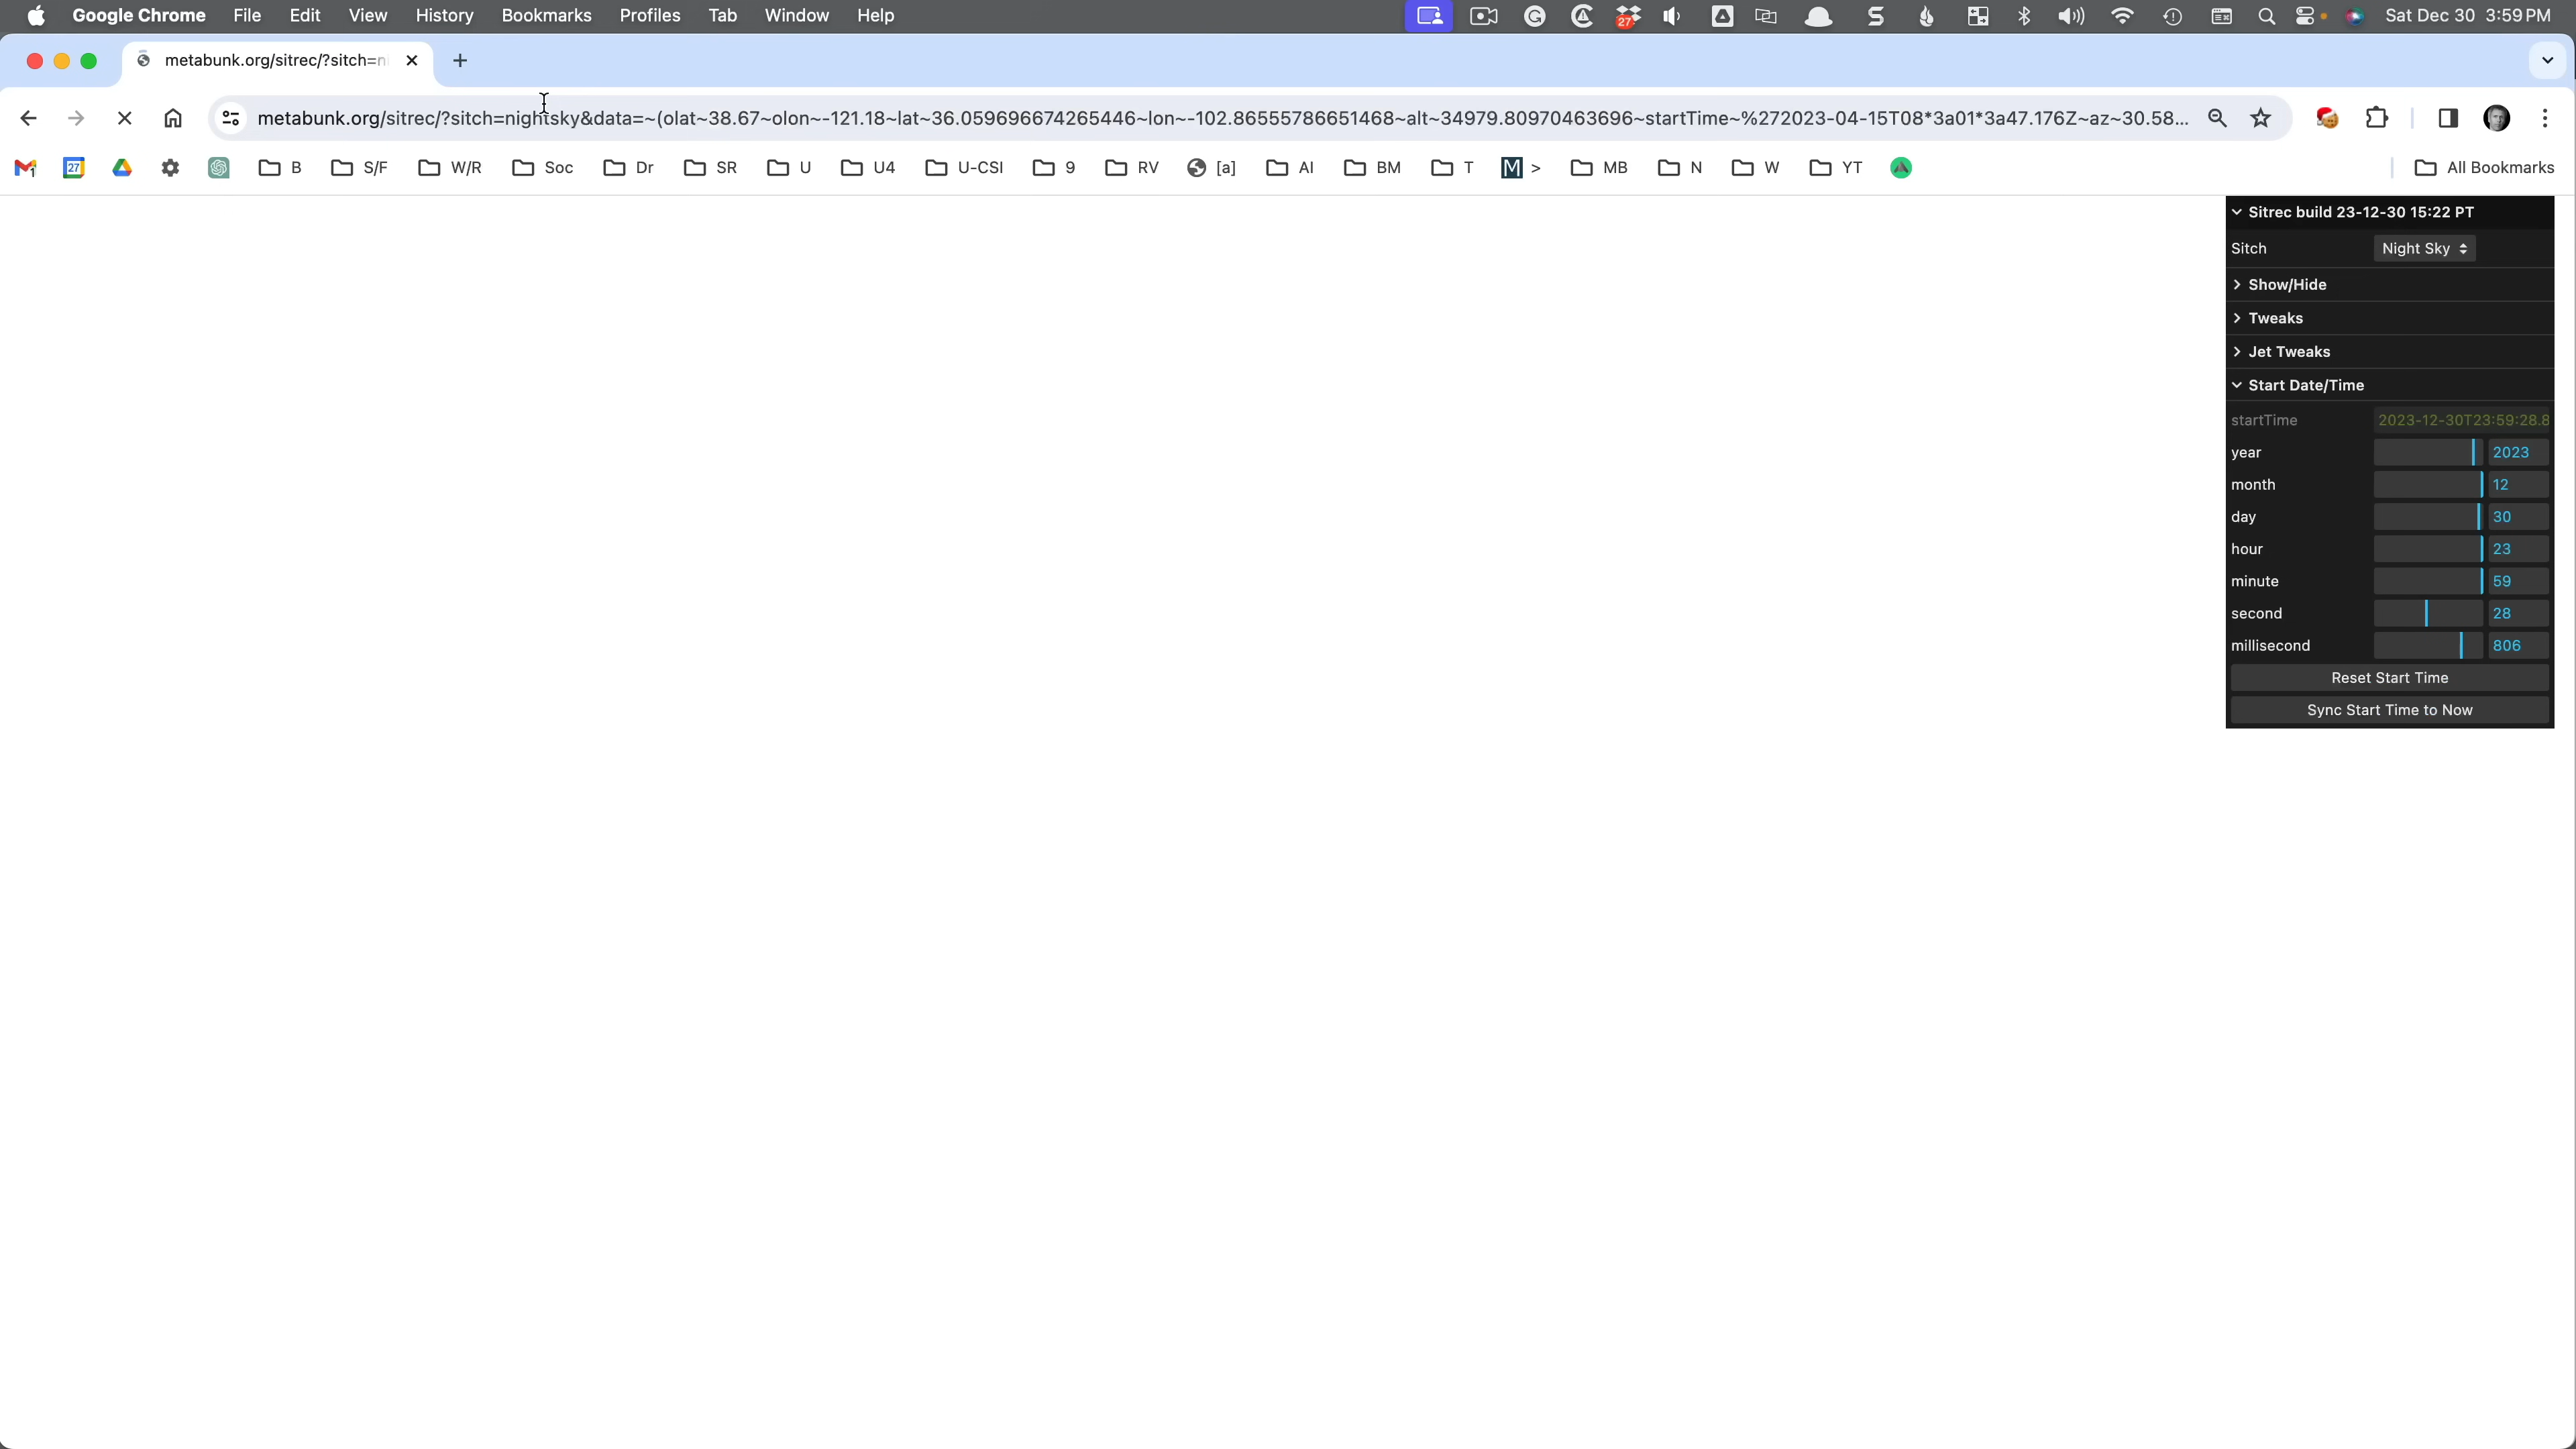 Google Chrome File Edit View History Bookmarks Profiles Tab Window Help 27 Sat Dec 30 3:59 PM
metabunk.org/sitrec/?sitch=ni
metabunk.org/sitrec/?sitch=nightsky&data=~(olat~38.67~olon~-121.18~lat~36.059696674265446~lon~-102.86555786651468~alt~34979.80970463696~startTime~%272023-04-15T08*3a01*3a47.176Z~az~30.58...
1 27 B S/F W/R Soc Dr SR U U4 U-CSI 9 RV [a] AI BM T M > MB N W YT All Bookmarks
Sitrec build 23-12-30 15:22 PT
Sitch Night Sky
Show/Hide
Tweaks
Jet Tweaks
Start Date/Time
startTime 2023-12-30T23:59:28.8
year 2023
month 12
day 30
hour 23
minute 59
second 28
millisecond 806
Reset Start Time
Sync Start Time to Now